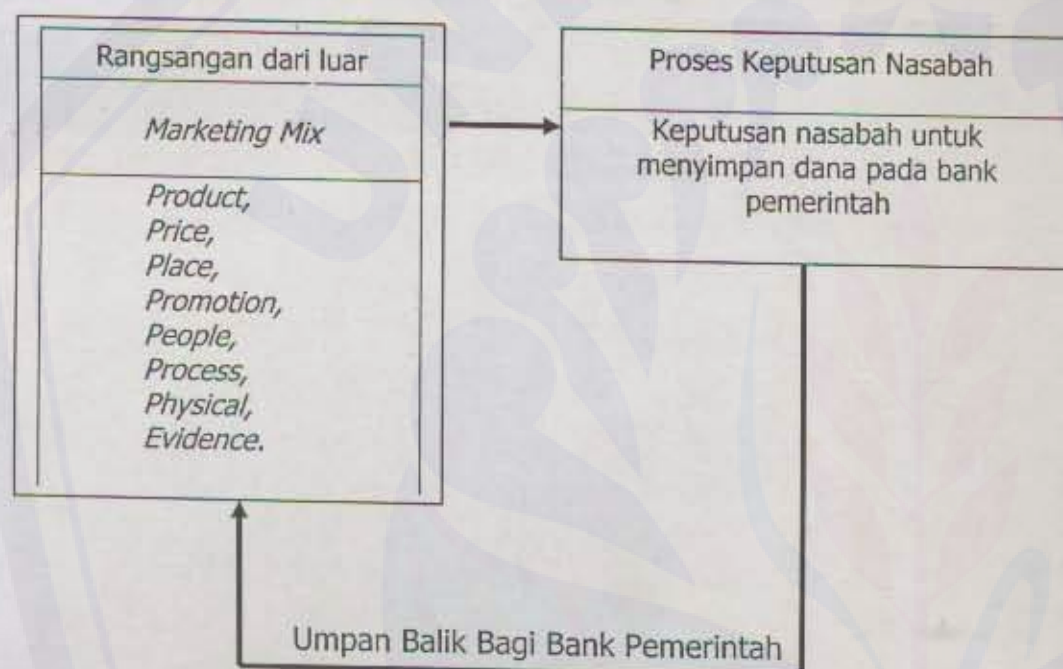 Rangsangan dari luar
Marketing Mix
Product,
Price,
Place,
Promotion,
People,
Process,
Physical,
Evidence.
Proses Keputusan Nasabah
Keputusan nasabah untuk
menyimpan dana pada bank
pemerintah
Umpan Balik Bagi Bank Pemerintah